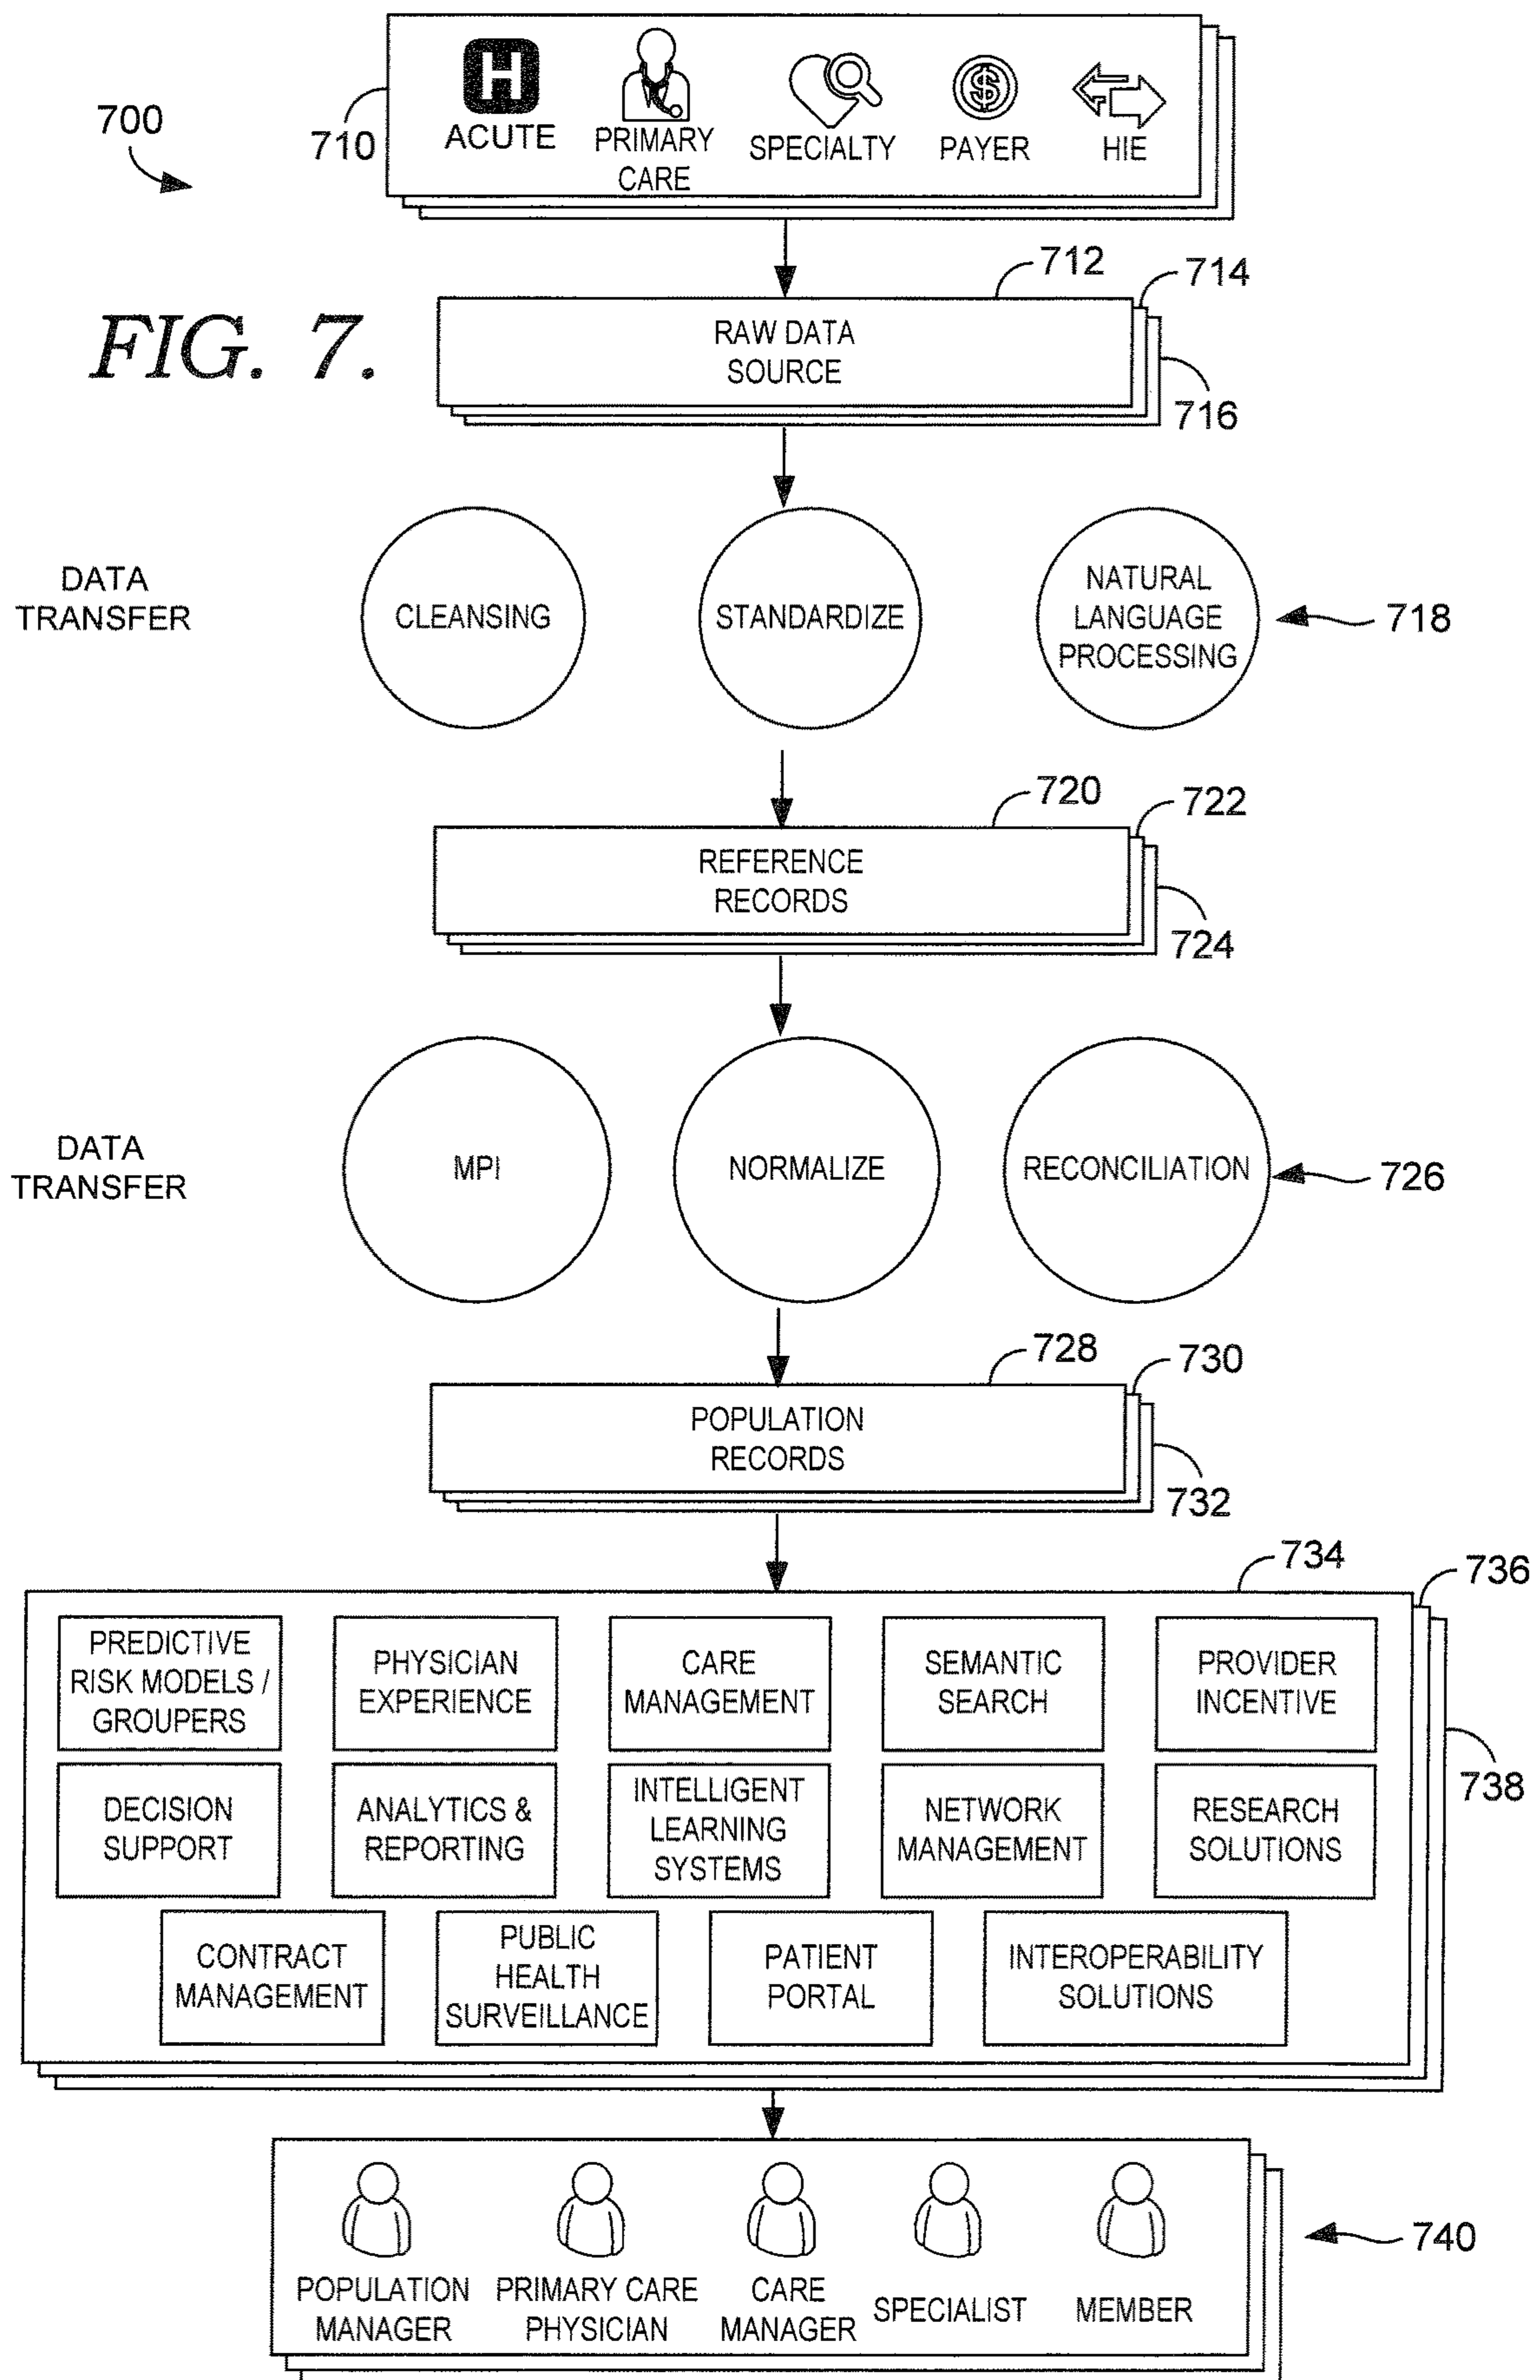 H
ACUTE
PRIMARY
CARE
SPECIALTY
$
PAYER
HIE
700
710
712
714
FIG. 7.
RAW DATA
SOURCE
716
DATA
TRANSFER
CLEANSING
STANDARDIZE
NATURAL
LANGUAGE
PROCESSING
718
720
722
REFERENCE
RECORDS
724
DATA
TRANSFER
MPI
NORMALIZE
RECONCILIATION
726
728
730
POPULATION
RECORDS
732
734
736
PREDICTIVE
RISK MODELS /
GROUPERS
PHYSICIAN
EXPERIENCE
CARE
MANAGEMENT
SEMANTIC
SEARCH
PROVIDER
INCENTIVE
738
DECISION
SUPPORT
ANALYTICS &
REPORTING
INTELLIGENT
LEARNING
SYSTEMS
NETWORK
MANAGEMENT
RESEARCH
SOLUTIONS
CONTRACT
MANAGEMENT
PUBLIC
HEALTH
SURVEILLANCE
PATIENT
PORTAL
INTEROPERABILITY
SOLUTIONS
740
POPULATION
MANAGER
PRIMARY CARE
PHYSICIAN
CARE
MANAGER
SPECIALIST
MEMBER